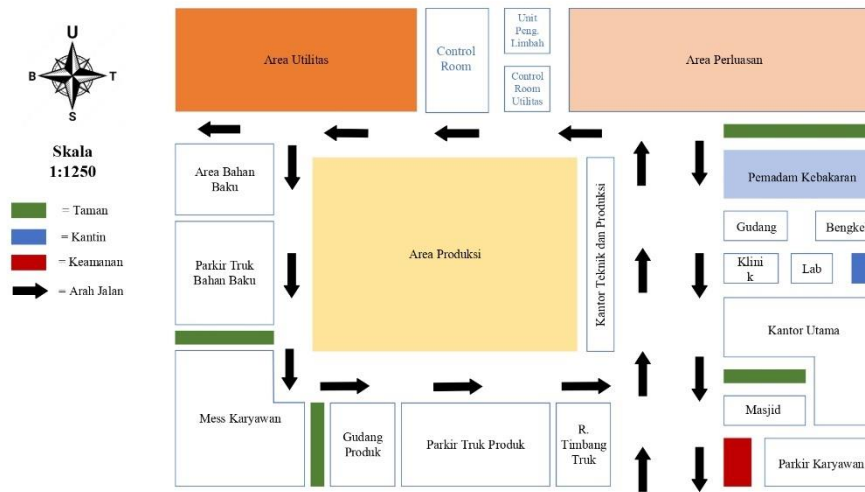 U
B
T
S
Skala
1:1250
= Taman
= Kantin
= Keamanan
= Arah Jalan
Area Utilitas
Control
Room
Unit
Peng.
Limbah
Control
Room
Utilitas
Area Perluasan
Area Bahan
Baku
Parkir Truk
Bahan Baku
Mess Karyawan
Area Produksi
Kantor Teknik dan Produksi
Gudang
Produk
Parkir Truk Produk
R.
Timbang
Truk
Pemadam Kebakaran
Gudang
Bengkel
Klini
k
Lab
Kantor Utama
Masjid
Parkir Karyawan